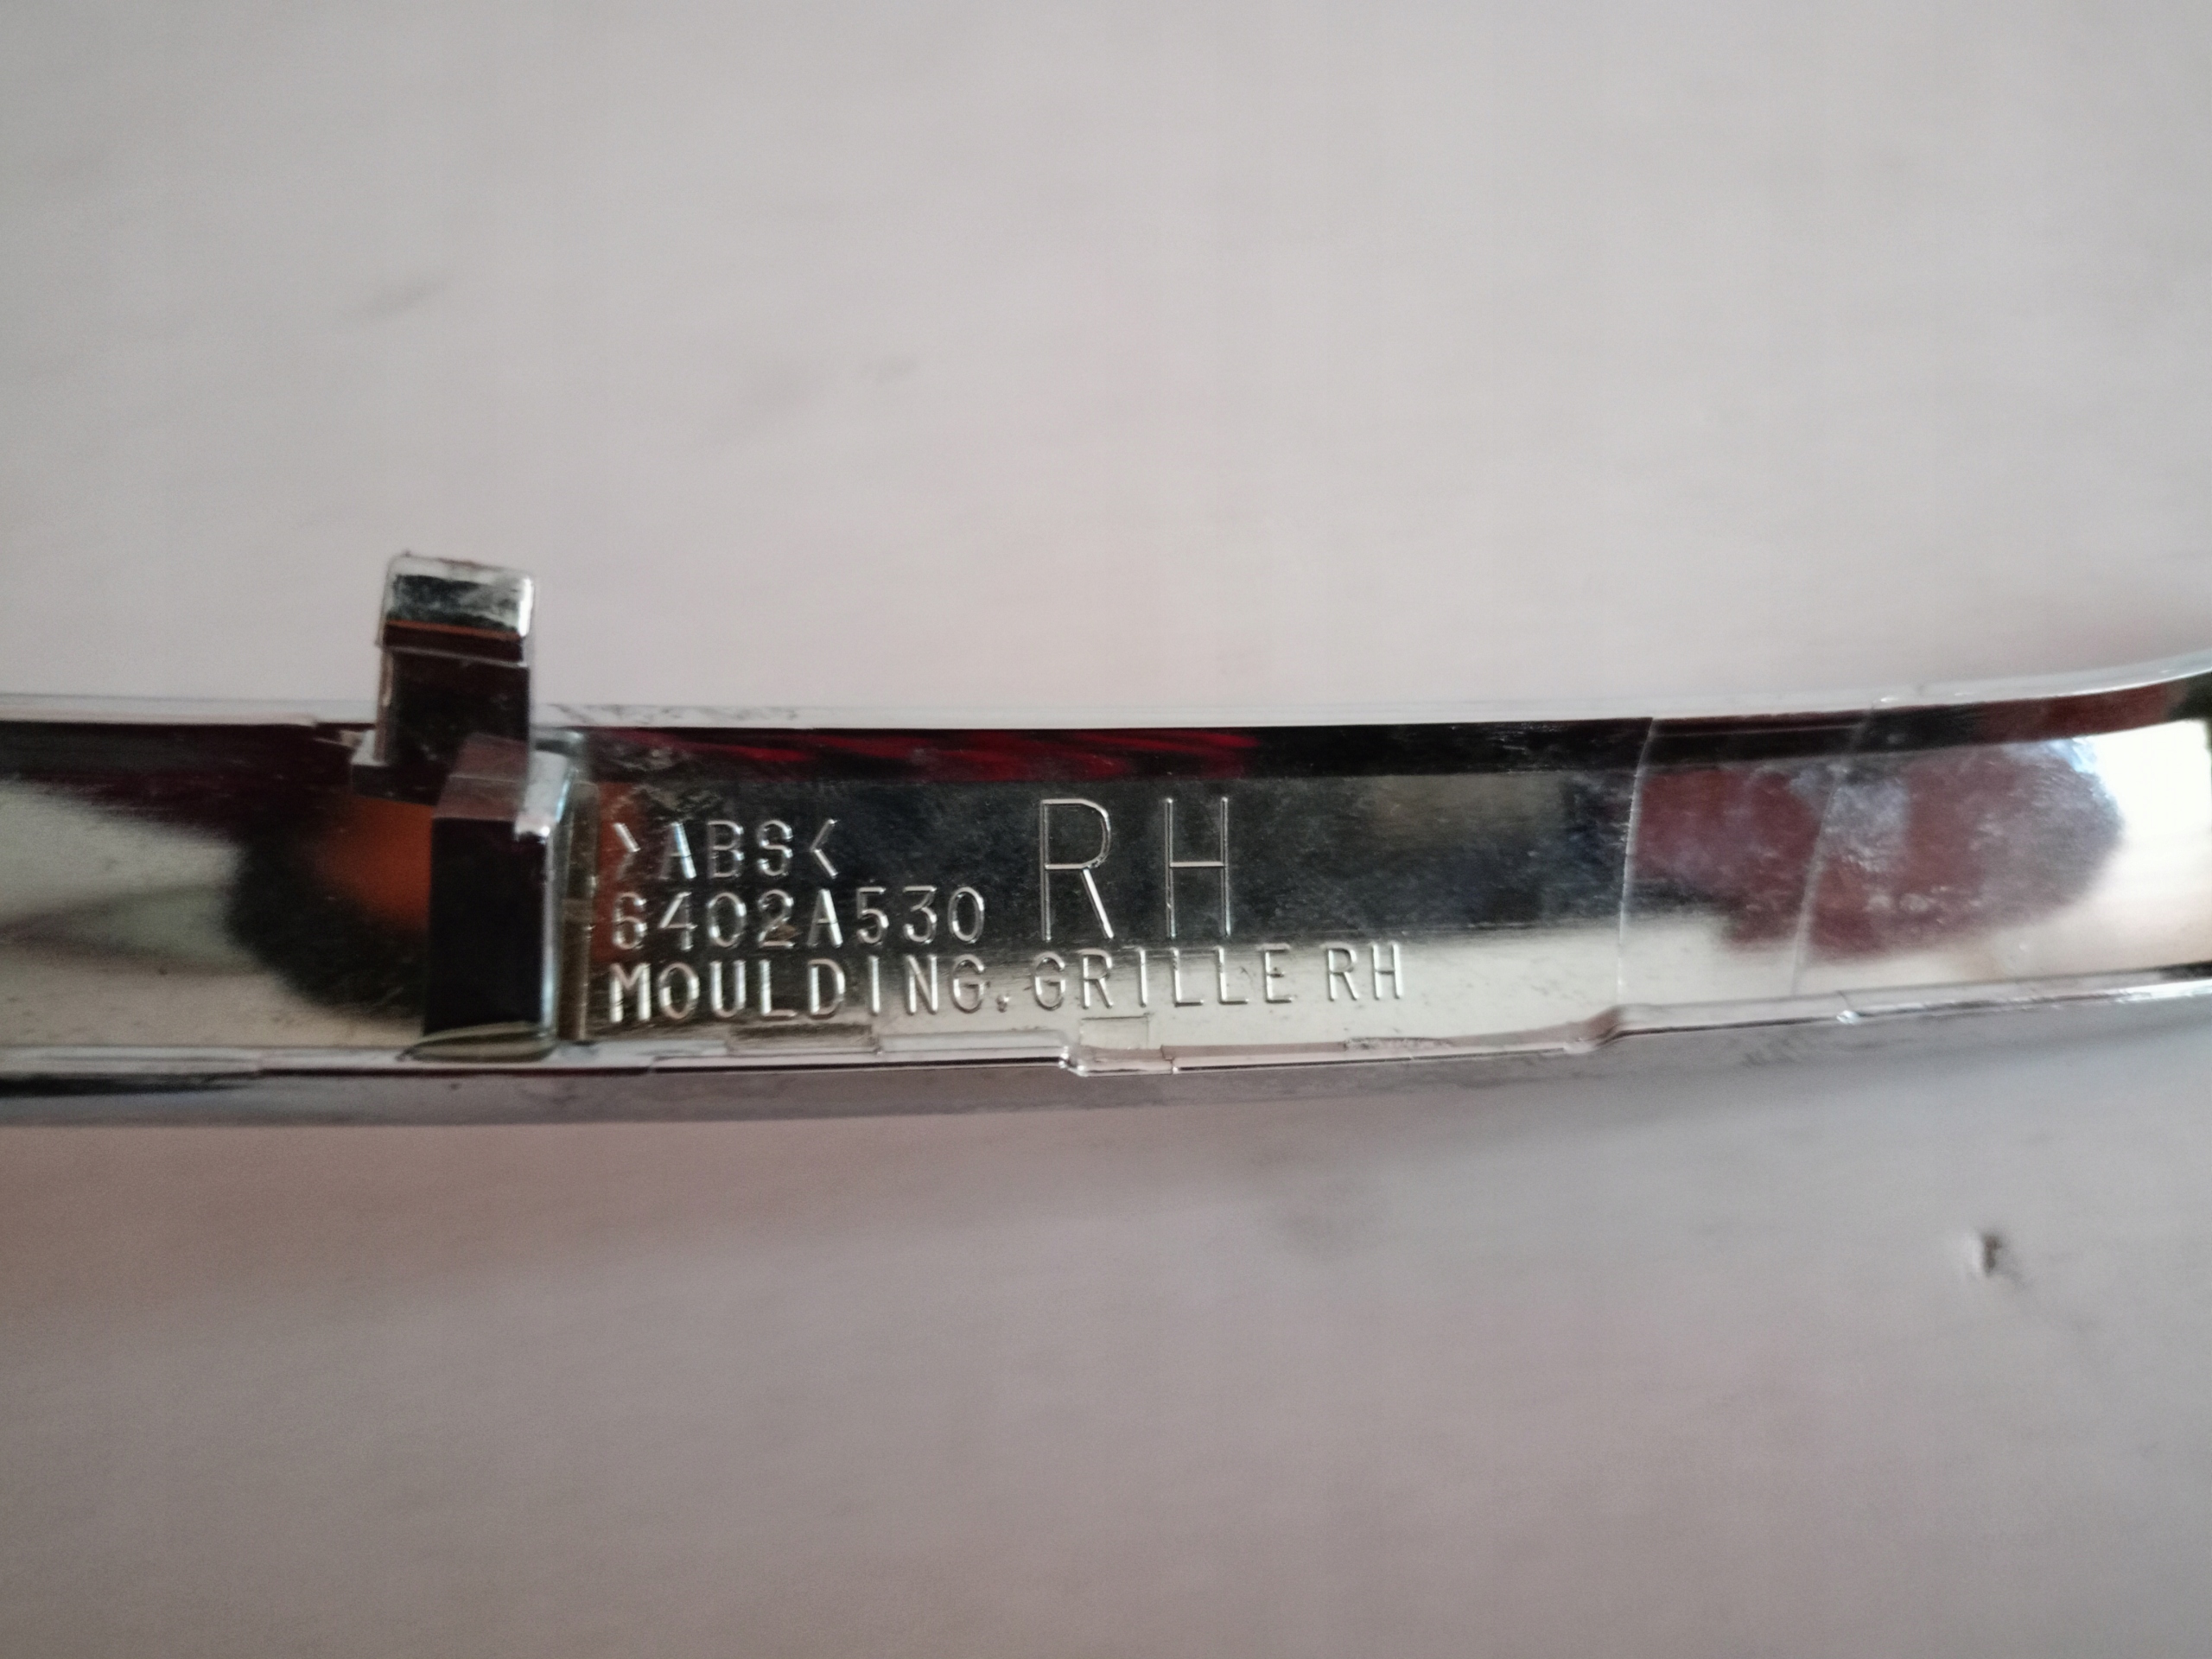 >ABS<
6402A530 RH
MOULDING.GRILLE RH